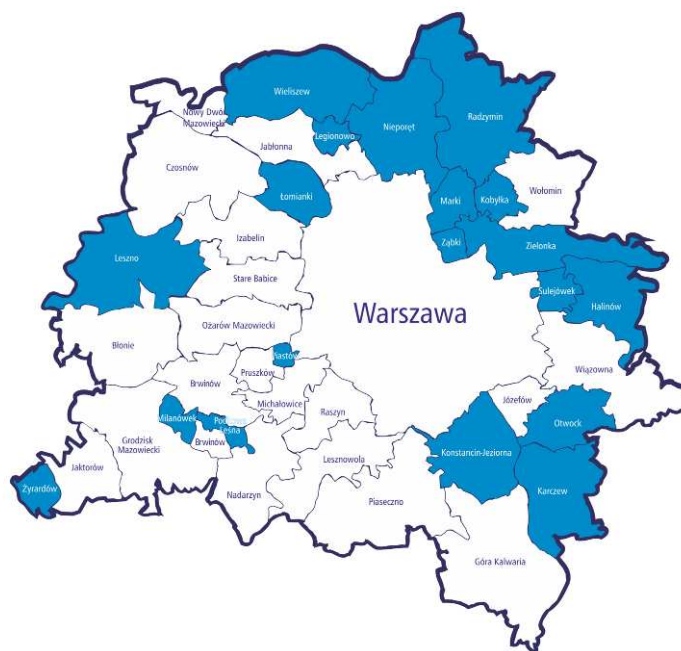 Wieliszew
Nowy Dwór
Mazowiecki
Legionowo
Nieporęt
Radzymin
Jabłonna
Czosnów
Łomianki
Marki
Kobyłka
Wołomin
Izabelin
Ząbki
Zielonka
Leszno
Stare Babice
Sulejówek
Halinów
Ożarów Mazowiecki
Warszawa
Błonie
Piastów
Pruszków
Wiązowna
Brwinów
Michałowice
Józefów
Milanówek
Podkowa
Leśna
Raszyn
Otwock
Brwinów
Grodzisk
Mazowiecki
Lesznowola
Konstancin-Jeziorna
Jaktorów
Żyrardów
Nadarzyn
Piaseczno
Karczew
Góra Kalwaria